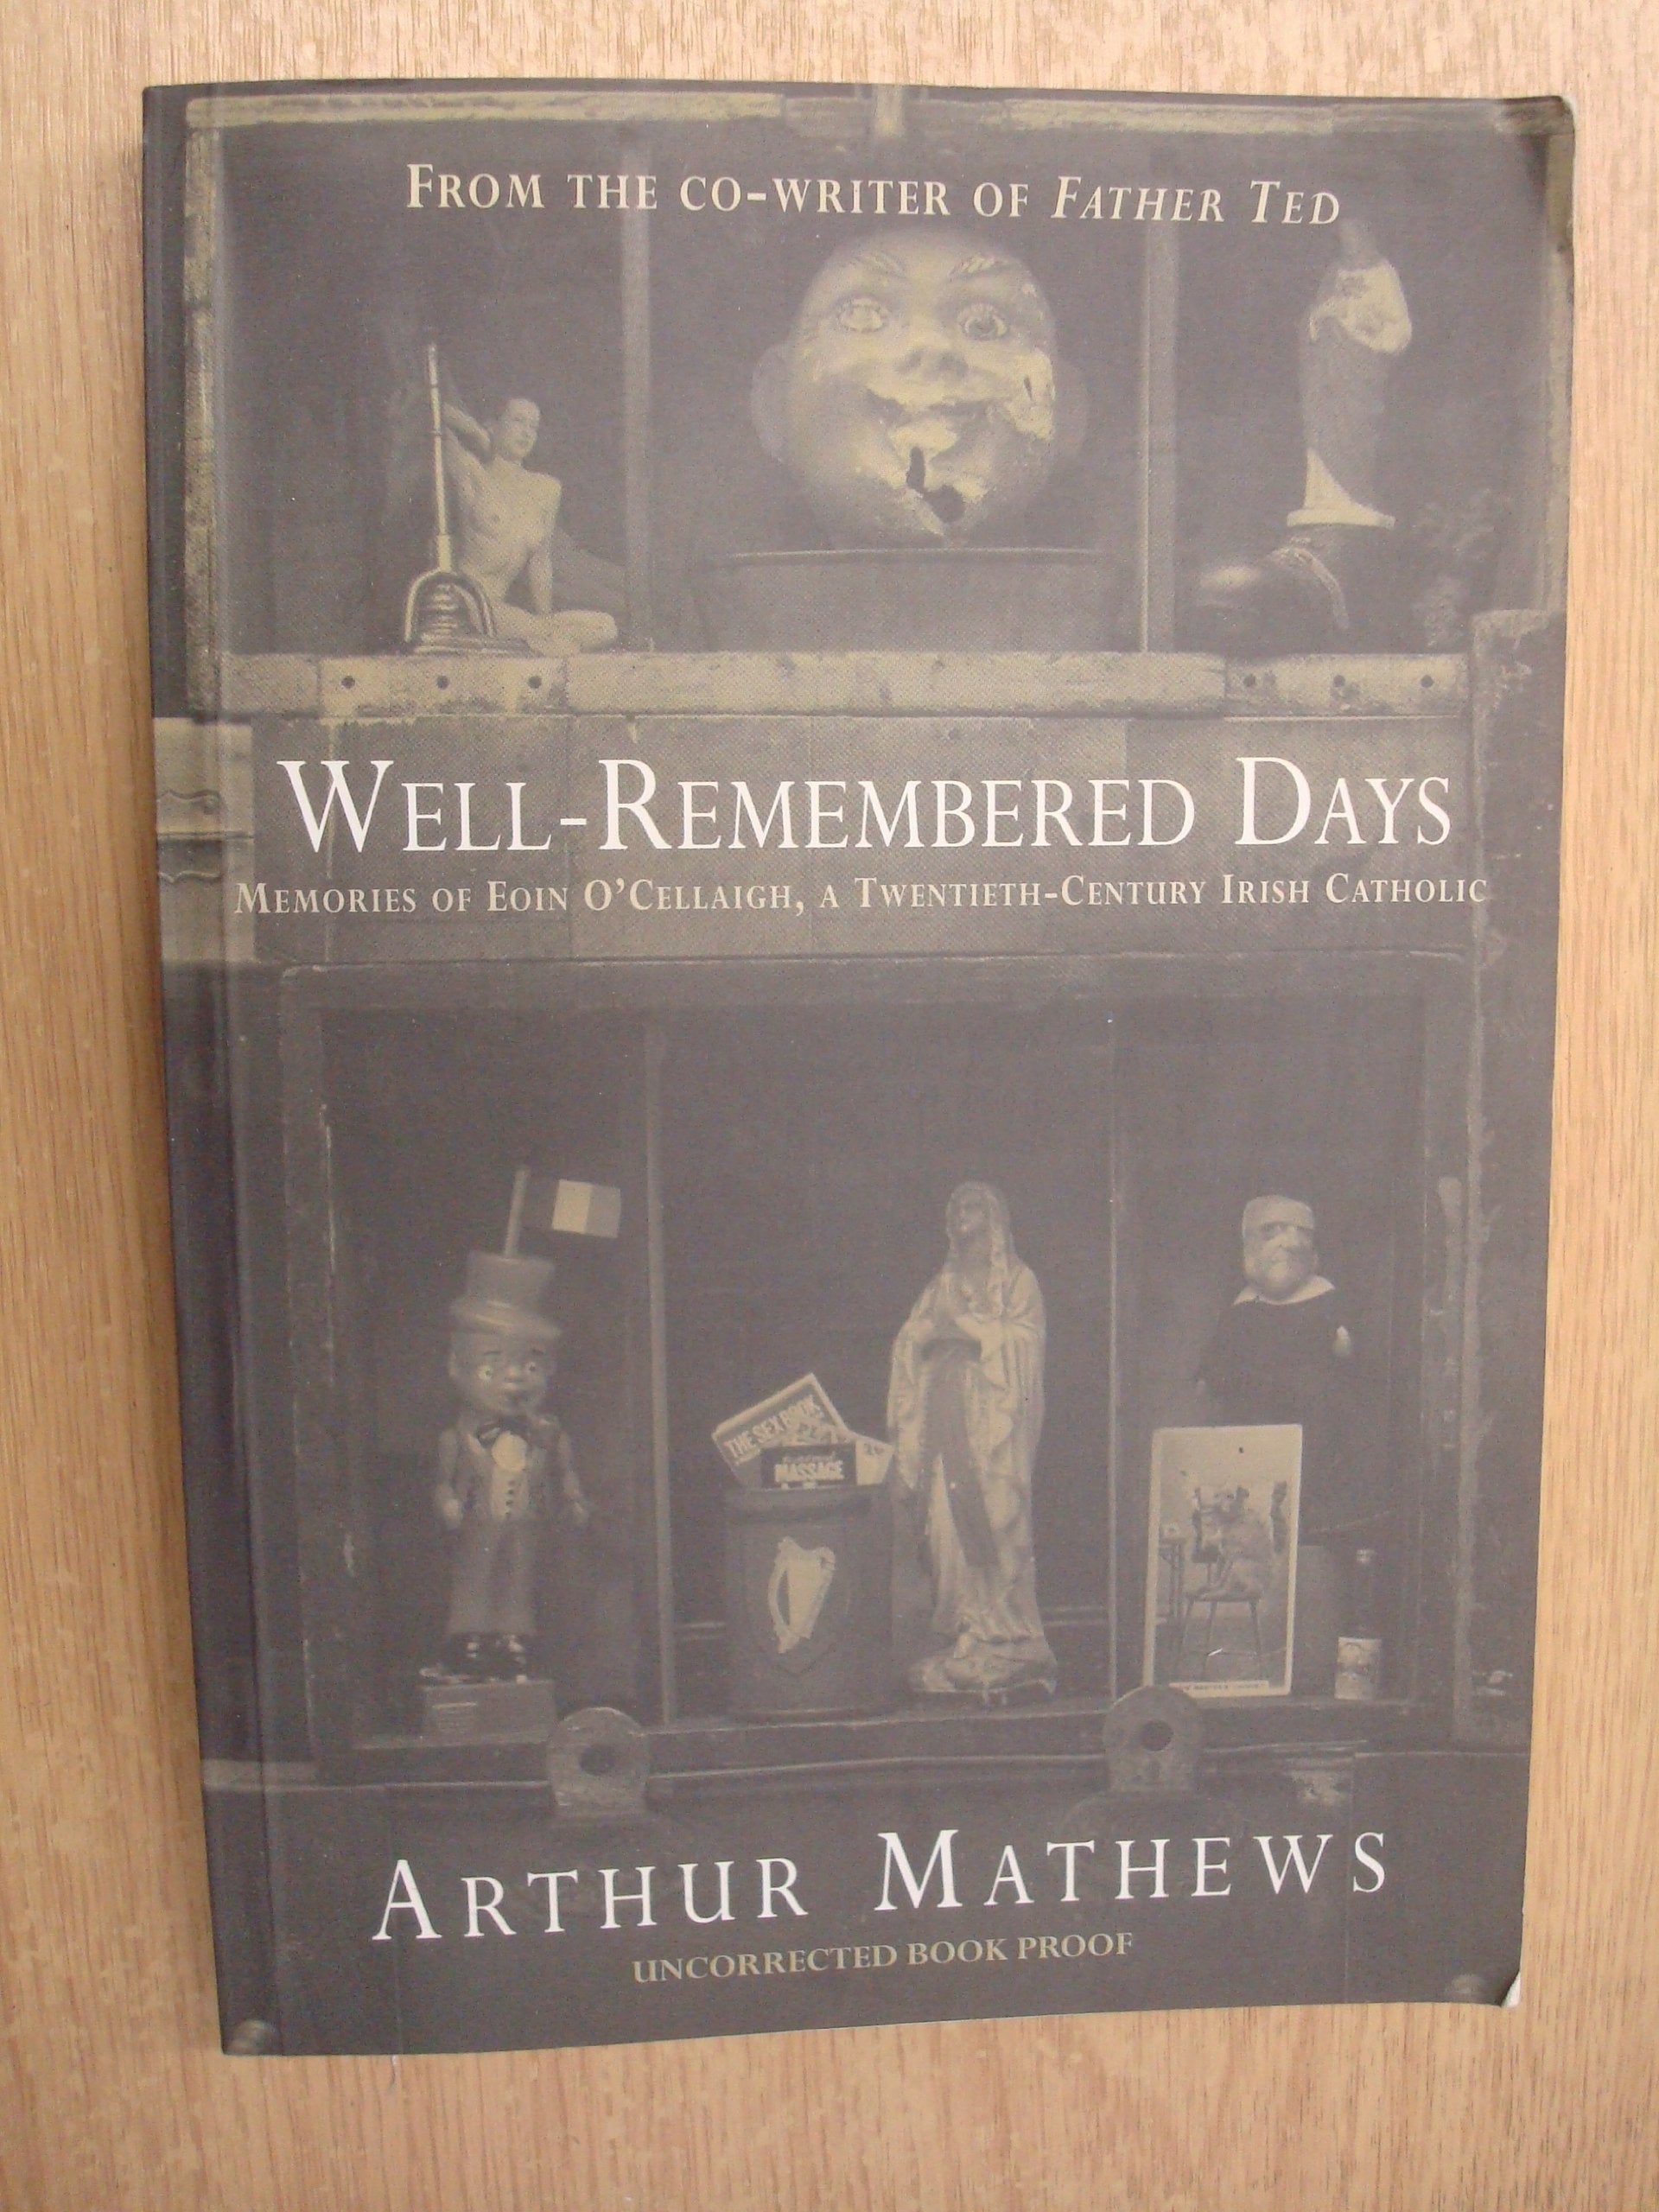 FROM THE CO-WRITER OF FATHER TED
WELL-REMEMBERED DAYS
MEMORIES OF EOIN O'CELLAIGH, A TWENTIETH-CENTURY IRISH CATHOLIC
THE SEX BOOK
MASSAGE
ARTHUR MATHEWS
UNCORRECTED BOOK PROOF